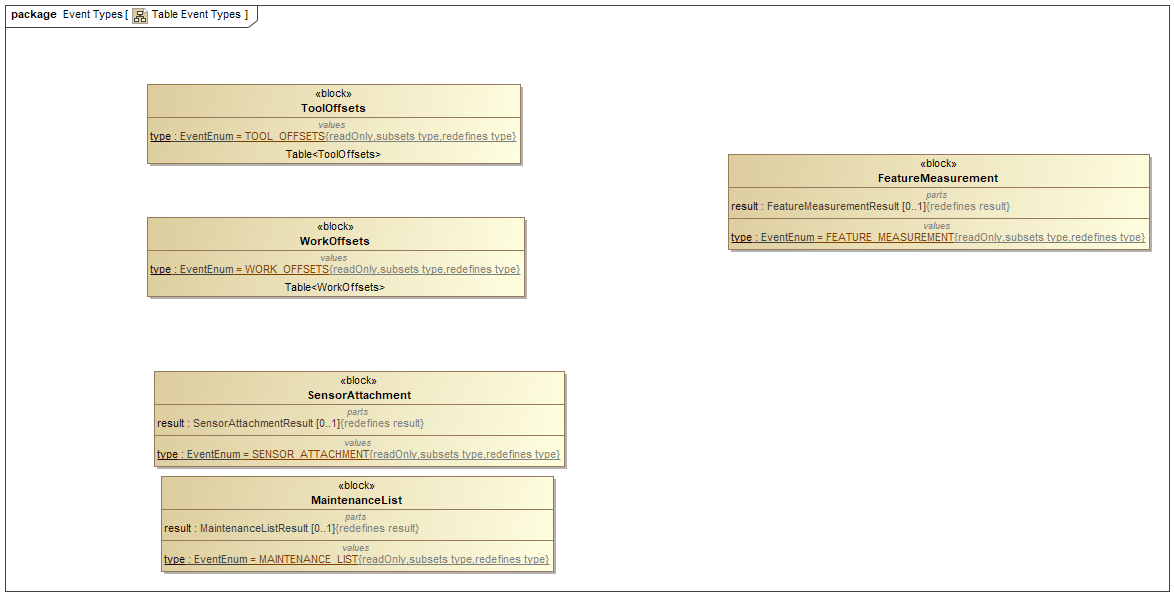 package Event Types [ Table Event Types ]
«block»
ToolOffsets
values
type : EventEnum = TOOL_OFFSETS{readOnly,subsets type,redefines type}
Table<ToolOffsets>
«block»
FeatureMeasurement
parts
result : FeatureMeasurementResult [0..1]{redefines result}
values
type : EventEnum = FEATURE_MEASUREMENT{readOnly,subsets type,redefines type}
«block»
WorkOffsets
values
type : EventEnum = WORK_OFFSETS{readOnly,subsets type,redefines type}
Table<WorkOffsets>
«block»
SensorAttachment
parts
result : SensorAttachmentResult [0..1]{redefines result}
values
type : EventEnum = SENSOR_ATTACHMENT{readOnly,subsets type,redefines type}
«block»
MaintenanceList
parts
result : MaintenanceListResult [0..1]{redefines result}
values
type : EventEnum = MAINTENANCE_LIST{readOnly,subsets type,redefines type}